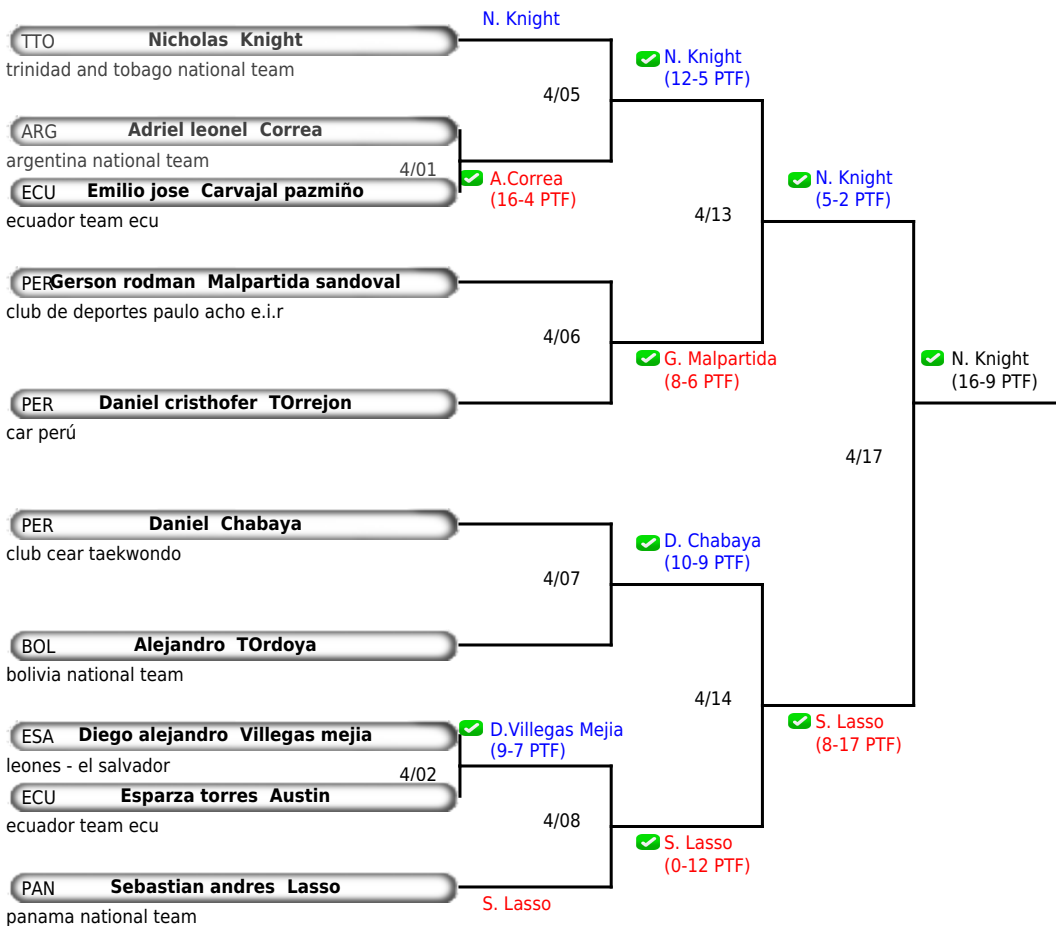 N. Knight
TTO Nicholas Knight
trinidad and tobago national team
N. Knight
(12-5 PTF)
4/05
ARG Adriel leonel Correa
argentina national team
4/01
A.Correa
(16-4 PTF)
ECU Emilio jose Carvajal pazmiño
ecuador team ecu
N. Knight
(5-2 PTF)
4/13
PER Gerson rodman Malpartida sandoval
club de deportes paulo acho e.i.r
4/06
G. Malpartida
(8-6 PTF)
N. Knight
(16-9 PTF)
PER Daniel cristhofer TOrrejon
car perú
4/17
PER Daniel Chabaya
club cear taekwondo
D. Chabaya
(10-9 PTF)
4/07
BOL Alejandro TOrdoya
bolivia national team
4/14
S. Lasso
(8-17 PTF)
ESA Diego alejandro Villegas mejia
leones - el salvador
D.Villegas Mejia
(9-7 PTF)
4/02
ECU Esparza torres Austin
ecuador team ecu
4/08
S. Lasso
(0-12 PTF)
PAN Sebastian andres Lasso
panama national team
S. Lasso